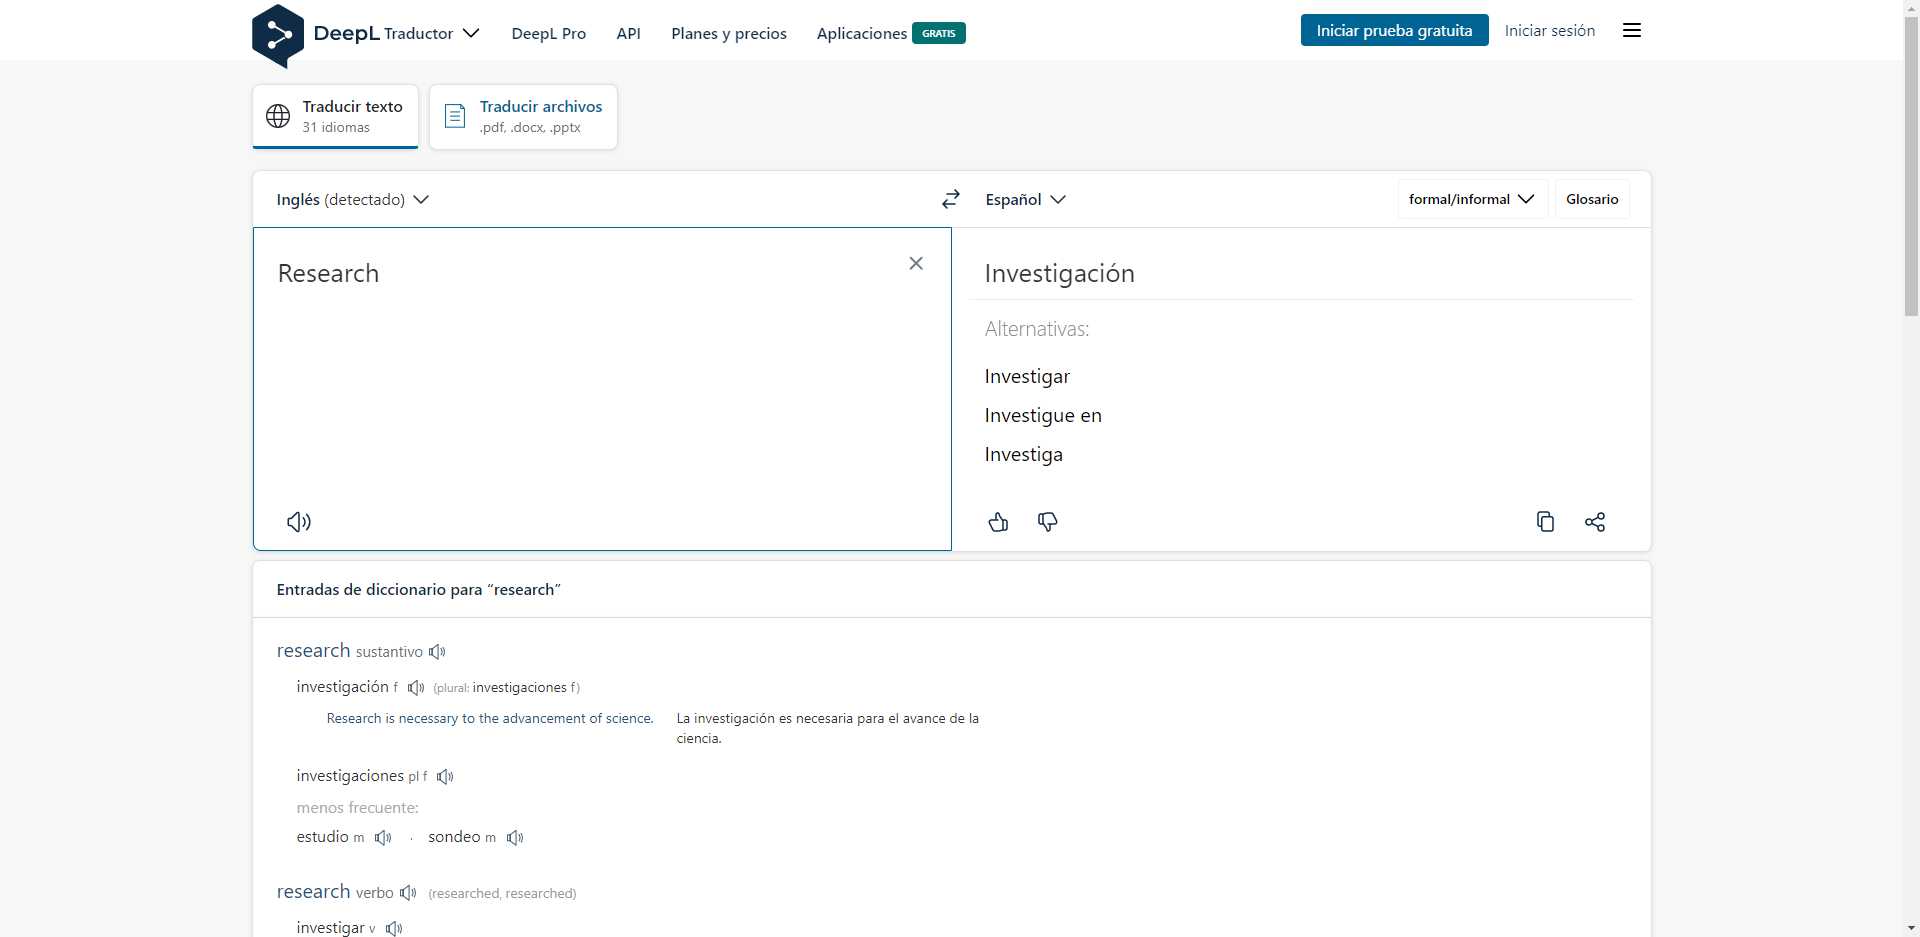 DeepL Traductor DeepL Pro API Planes y precios Aplicaciones GRATIS Iniciar prueba gratuita Iniciar sesión
Traducir texto
31 idiomas
Traducir archivos
.pdf, .docx, .pptx
Inglés (detectado) Español formal/informal Glosario
Research
Investigación
Alternativas:
Investigar
Investigue en
Investiga
Entradas de diccionario para “research”
research sustantivo
investigación f (plural: investigaciones f)
Research is necessary to the advancement of science. La investigación es necesaria para el avance de la
ciencia.
investigaciones pl f
menos frecuente:
estudio m · sondeo m
research verbo (researched, researched)
investigar v